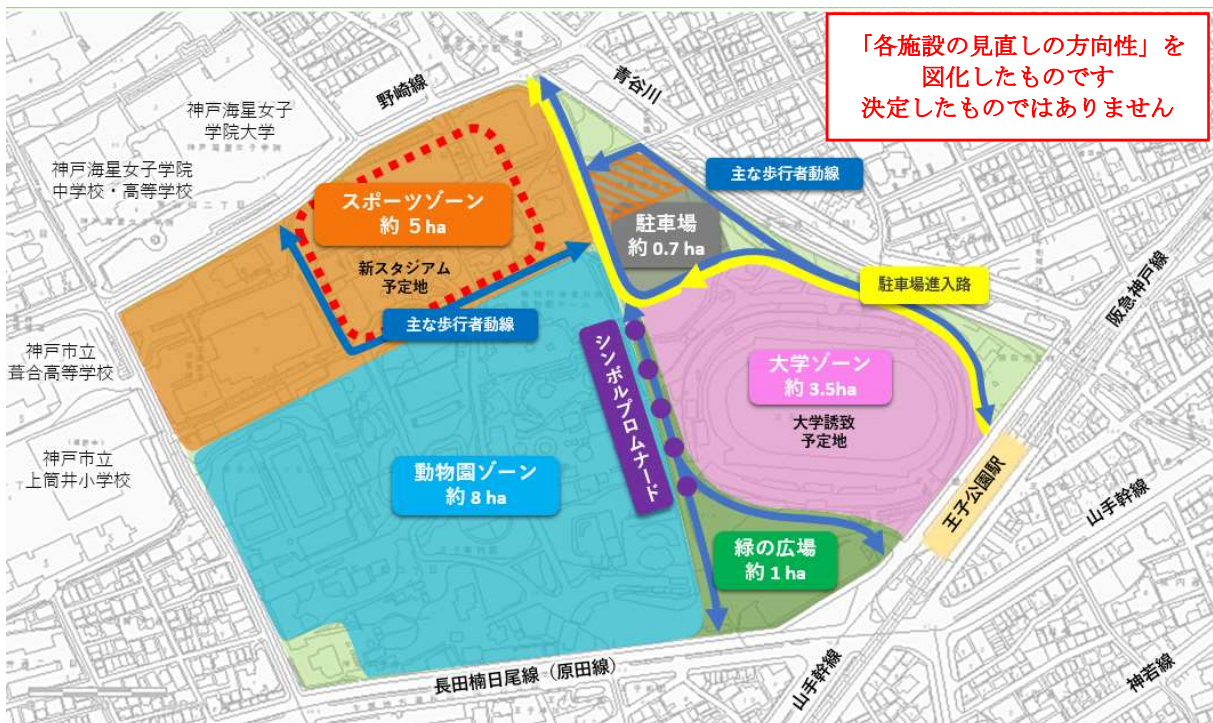 「各施設の見直しの方向性」を
図化したものです
決定したものではありません
野崎線
青谷川
神戸海星女子
学院大学
神戸海星女子学院
中学校・高等学校
主な歩行者動線
スポーツゾーン
約 5 ha
駐車場
約 0.7 ha
新スタジアム
予定地
駐車場進入路
阪急神戸線
主な歩行者動線
神戸市立
葺合高等学校
シンボルプロムナード
大学ゾーン
約 3.5ha
大学誘致
予定地
神戸市立
上筒井小学校
動物園ゾーン
約 8 ha
王子公園駅
山手幹線
緑の広場
約 1 ha
長田楠日尾線（原田線）
山手幹線
神若線